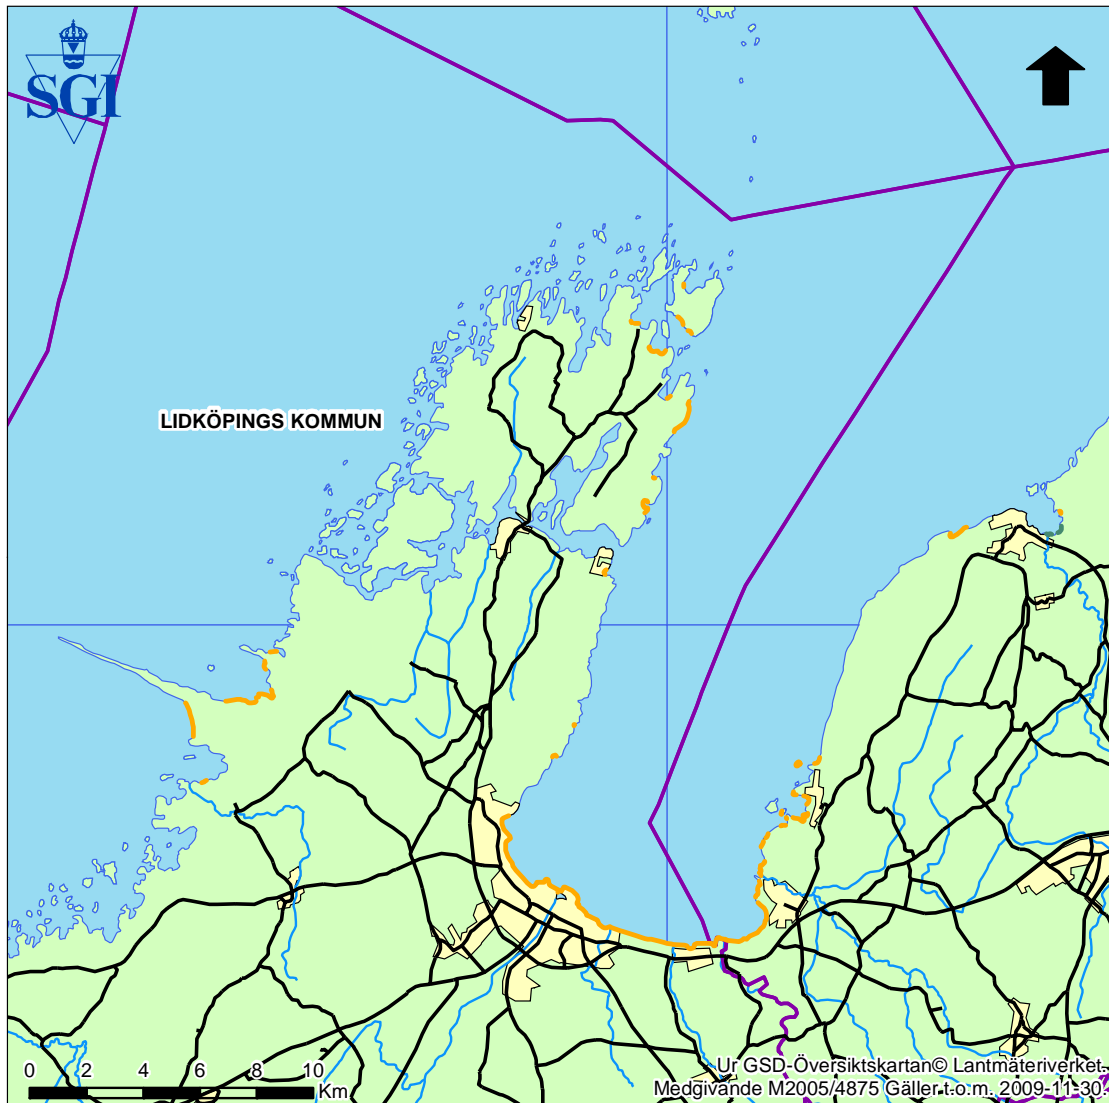 SGI
LIDKÖPINGS KOMMUN
0 2 4 6 8 10
Km
Ur GSD-Översiktskartan© Lantmäteriverket.
Medgivande M2005/4875 Gäller t.o.m. 2009-11-30.